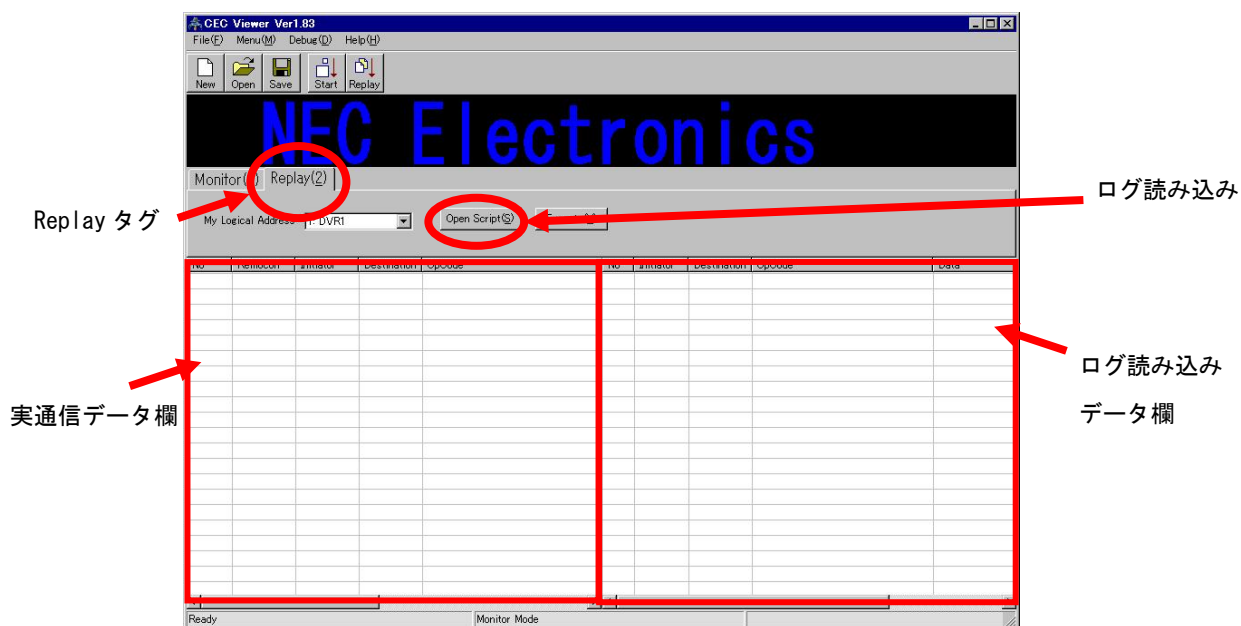 CEC Viewer Ver1.83
File(F) Menu(M) Debug(D) Help(H)
New Open Save Start Replay
NEC Electronics
Monitor( ) Replay(2)
ログ読み込み
Replay タグ
My Logical Address 1: DVR1 Open Script(S)
No Remocon Initiator Destination OpCode No Initiator Destination OpCode Data
ログ読み込み
データ欄
実通信データ欄
Ready Monitor Mode